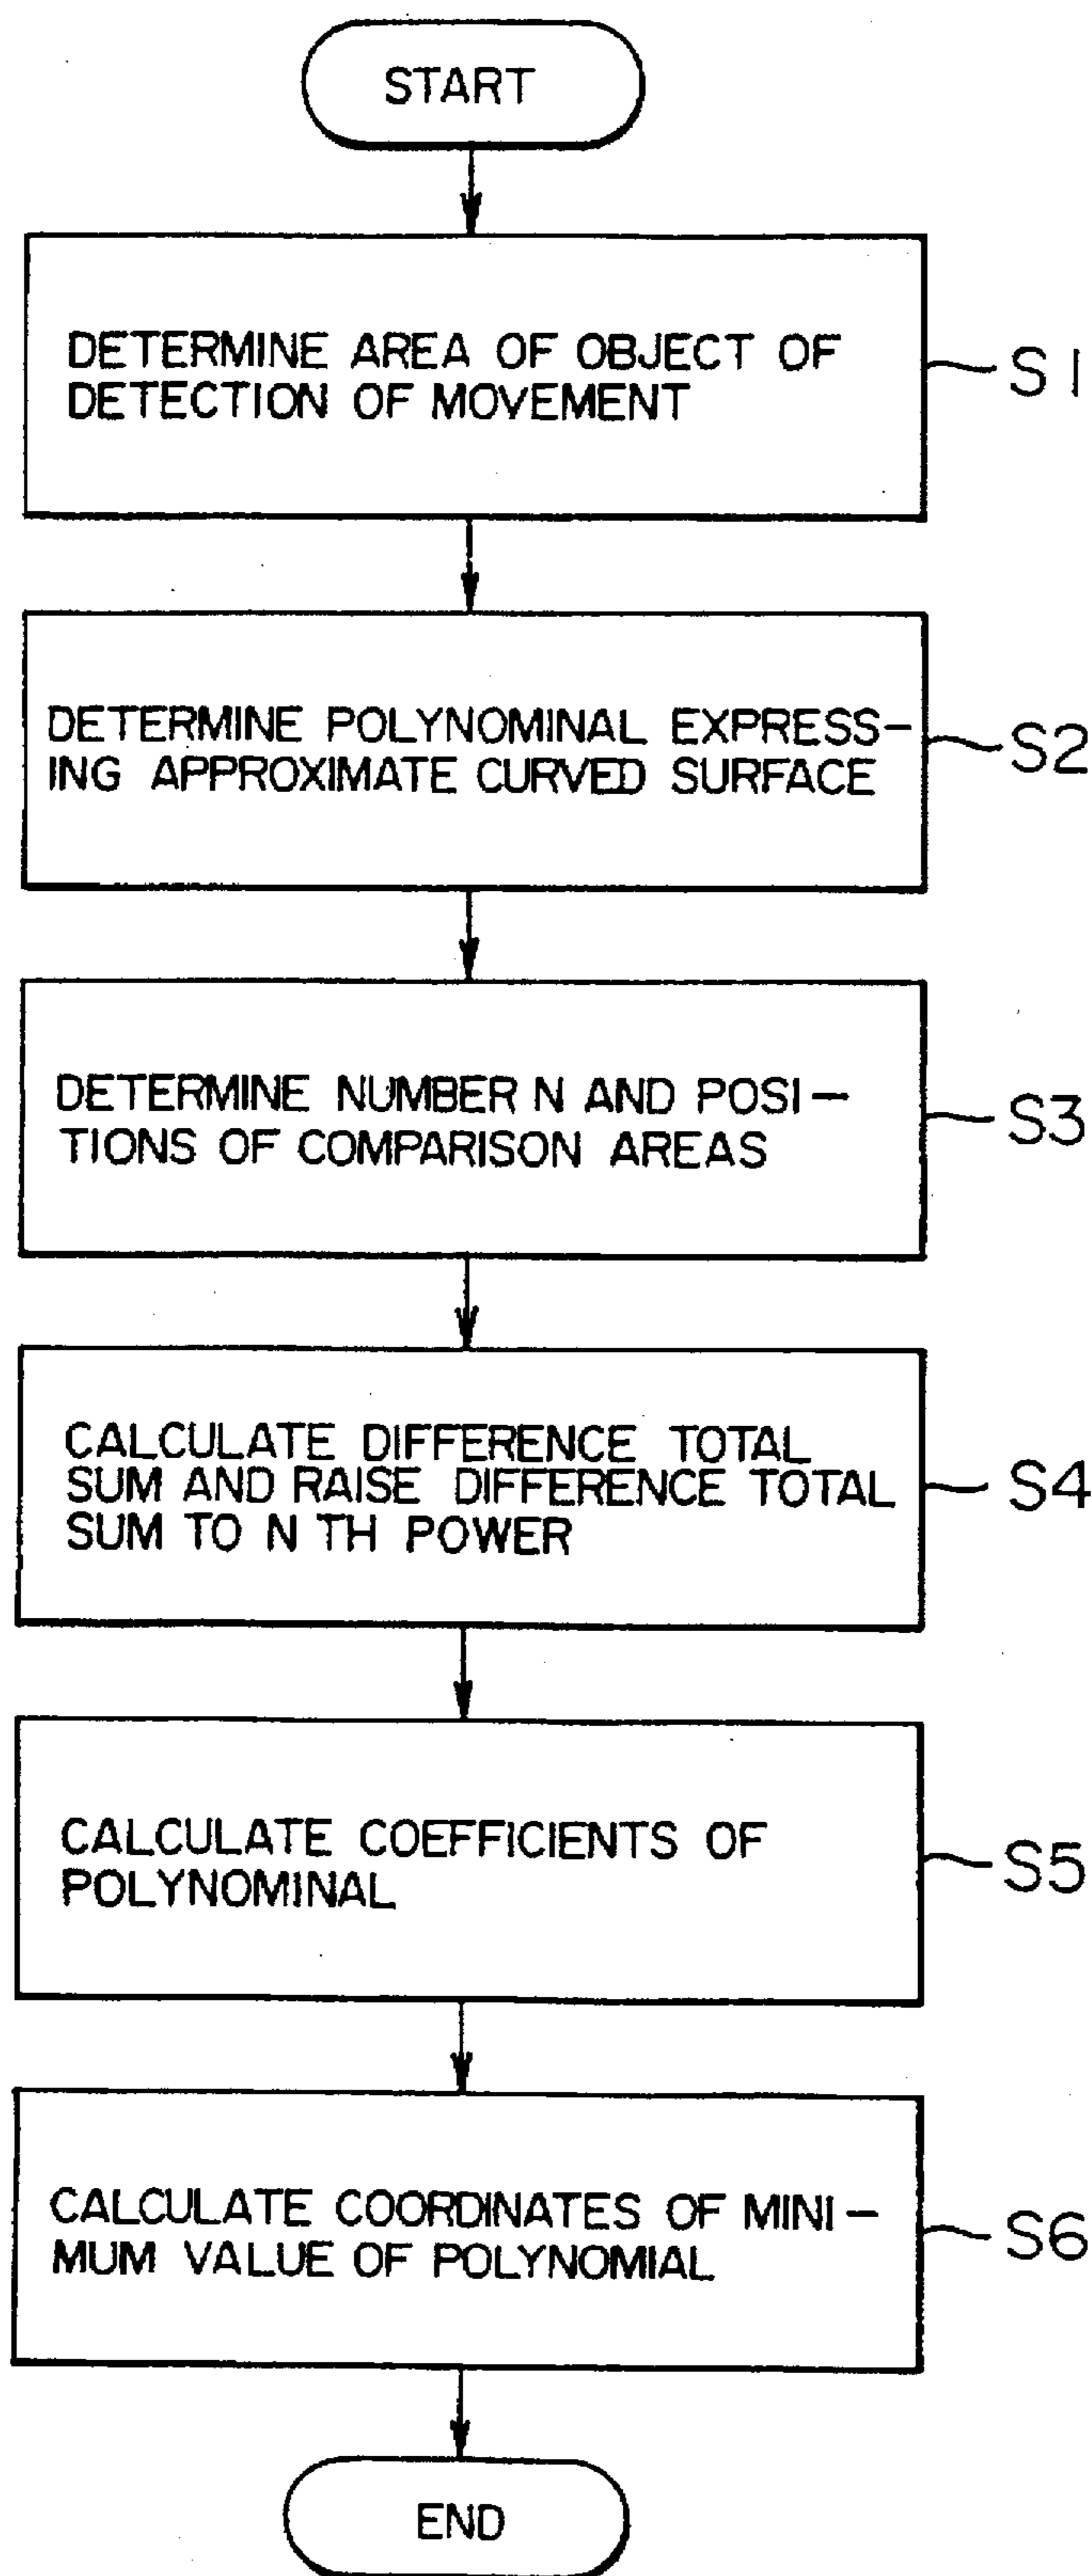 START
DETERMINE AREA OF OBJECT OF
DETECTION OF MOVEMENT
S1
DETERMINE POLYNOMINAL EXPRESS-
ING APPROXIMATE CURVED SURFACE
S2
DETERMINE NUMBER N AND POSI-
TIONS OF COMPARISON AREAS
S3
CALCULATE DIFFERENCE TOTAL
SUM AND RAISE DIFFERENCE TOTAL
SUM TO N TH POWER
S4
CALCULATE COEFFICIENTS OF
POLYNOMINAL
S5
CALCULATE COORDINATES OF MINI-
MUM VALUE OF POLYNOMIAL
S6
END